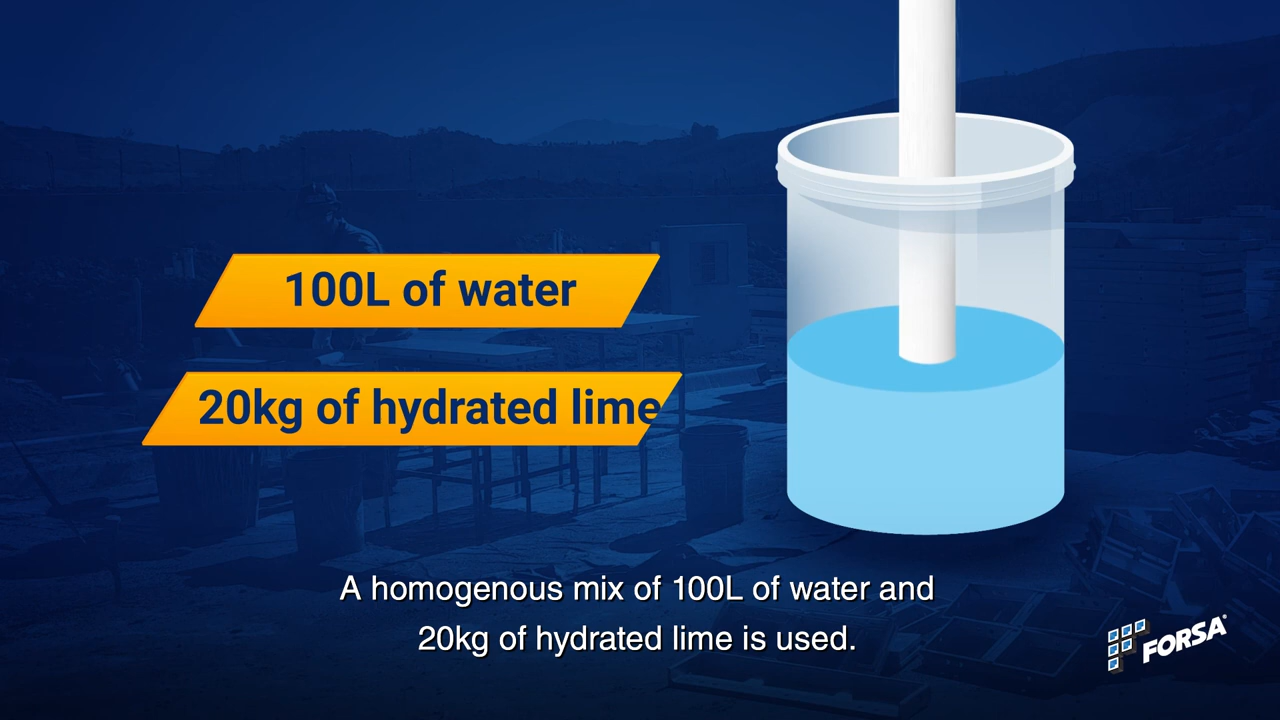 100L of water
20kg of hydrated lime
A homogenous mix of 100L of water and
20kg of hydrated lime is used.
FORSA